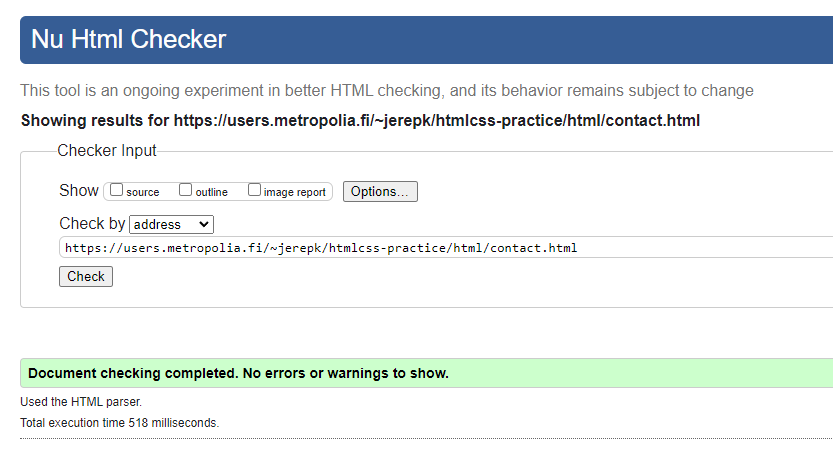 Nu Html Checker
This tool is an ongoing experiment in better HTML checking, and its behavior remains subject to change
Showing results for https://users.metropolia.fi/~jerepk/htmlcss-practice/html/contact.html
Checker Input
Show source outline image report Options...
Check by address
https://users.metropolia.fi/~jerepk/htmlcss-practice/html/contact.html
Check
Document checking completed. No errors or warnings to show.
Used the HTML parser.
Total execution time 518 milliseconds.